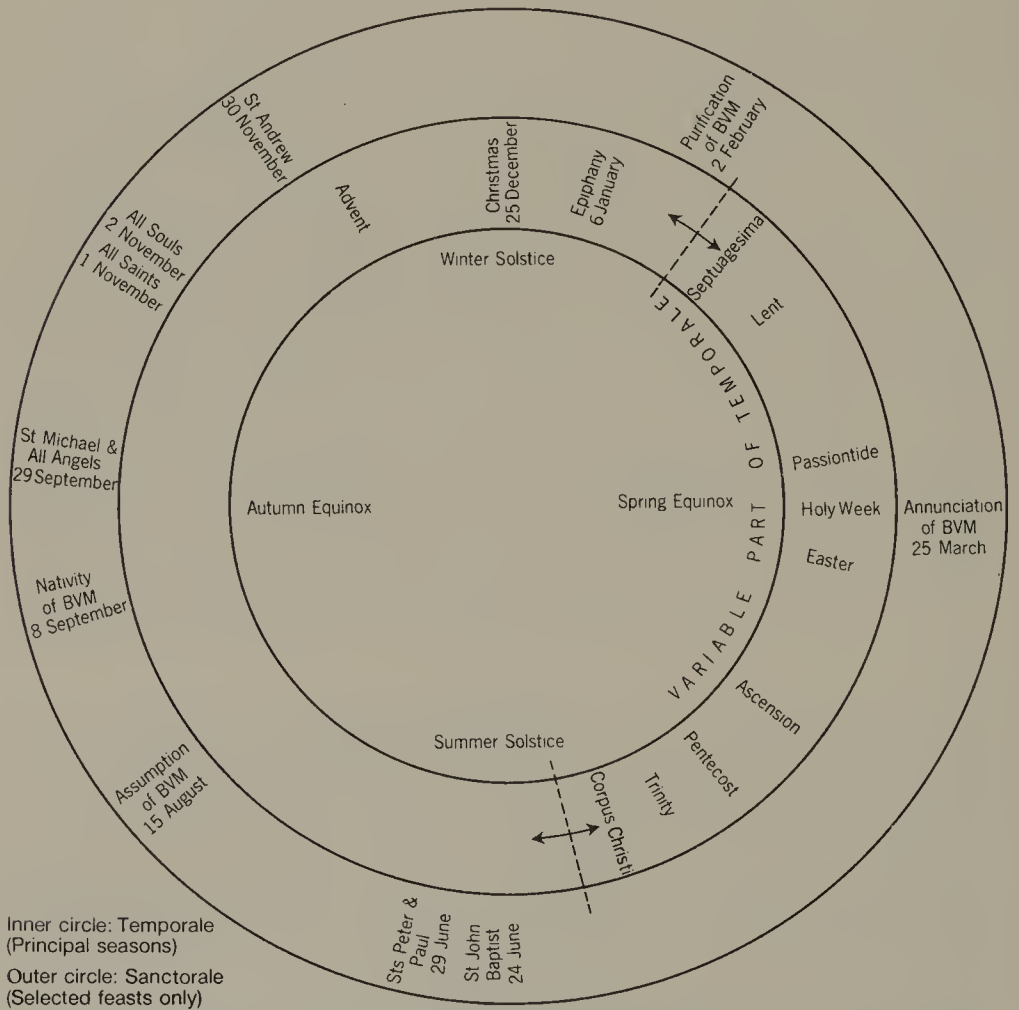 St Andrew
30 November
All Souls
2 November
All Saints
1 November
St Michael &
All Angels
29 September
Nativity
of BVM
8 September
Assumption
of BVM
15 August
Sts Peter &
Paul
29 June
St John
Baptist
24 June
Annunciation
of BVM
25 March
Purification
of BVM
2 February
Advent
Christmas
25 December
Epiphany
6 January
Septuagesima
Lent
Passiontide
Holy Week
Easter
Ascension
Pentecost
Trinity
Corpus Christi
Winter Solstice
Spring Equinox
Summer Solstice
Autumn Equinox
VARIABLE PART OF TEMPORALE
Inner circle: Temporale
(Principal seasons)
Outer circle: Sanctorale
(Selected feasts only)